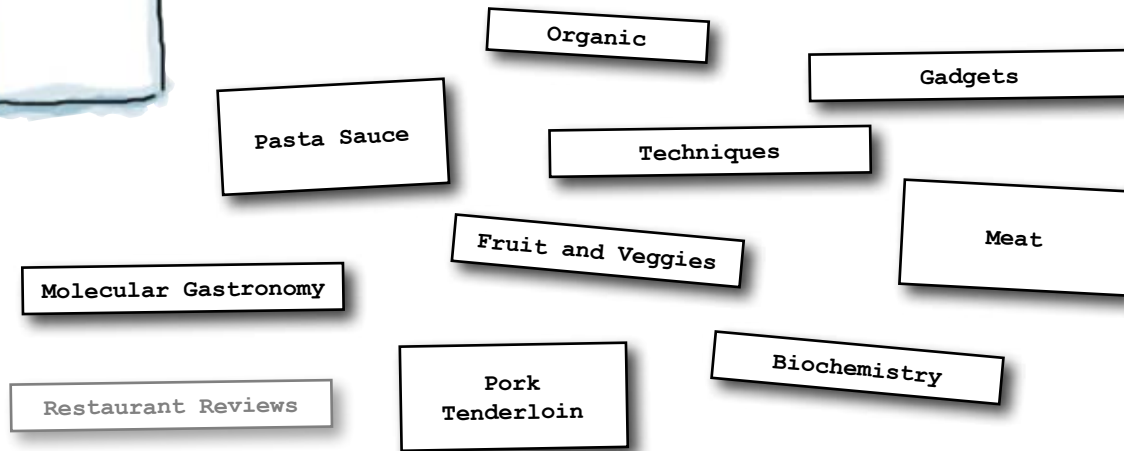 Organic
Gadgets
Pasta Sauce
Techniques
Meat
Fruit and Veggies
Molecular Gastronomy
Biochemistry
Pork
Tenderloin
Restaurant Reviews